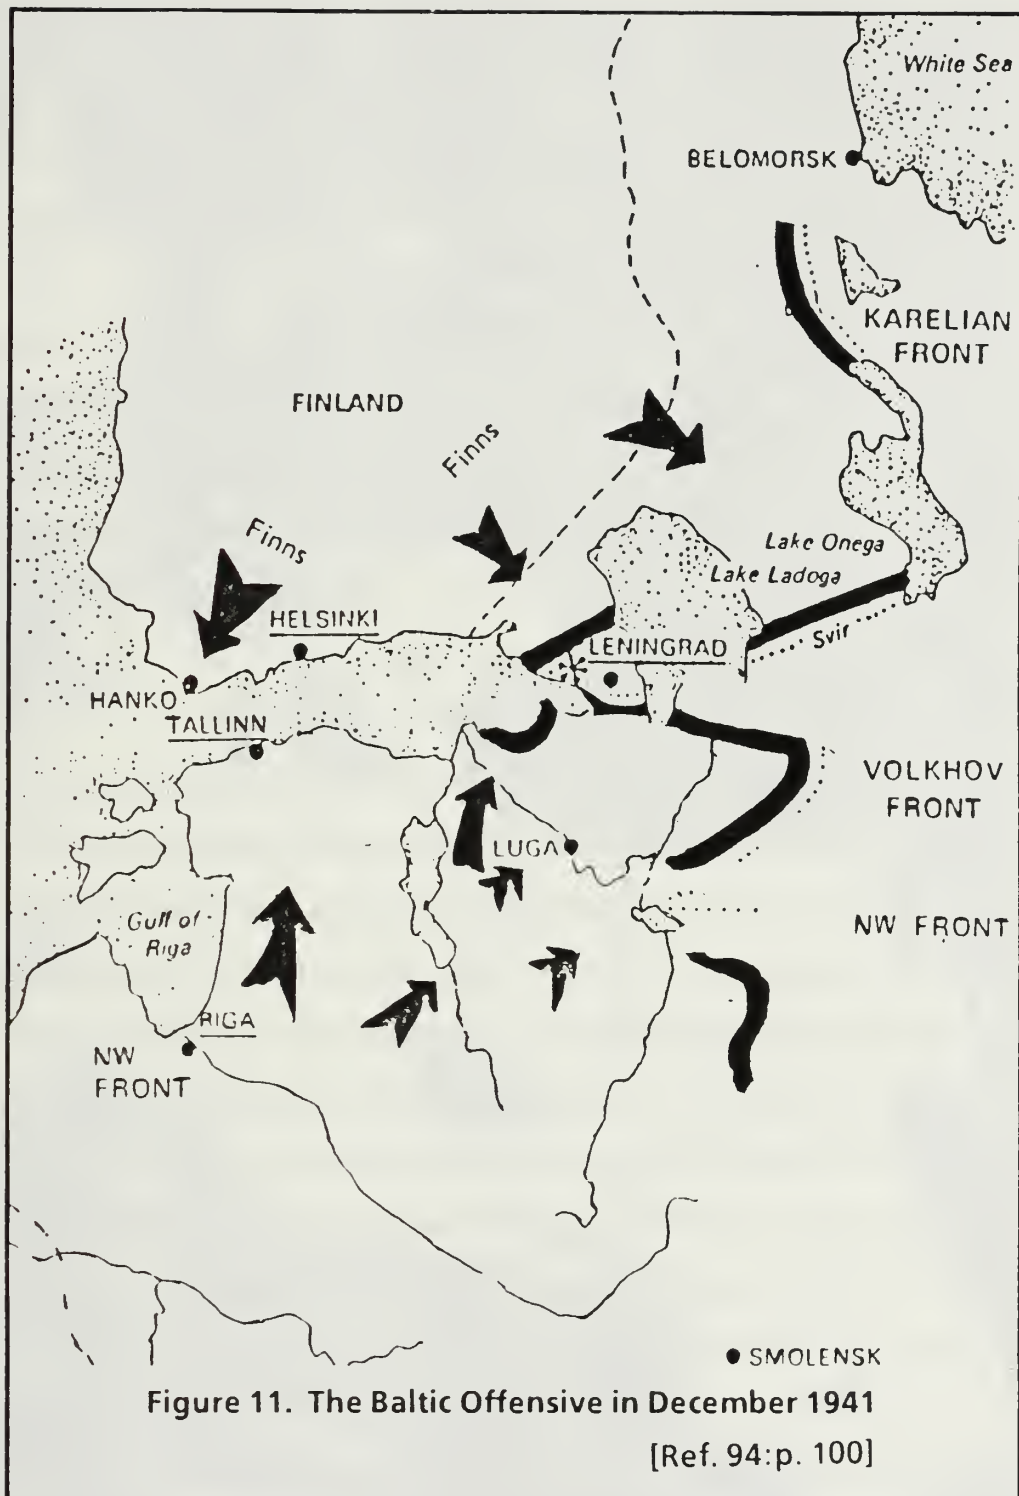 White Sea
BELOMORSK
KARELIAN
FRONT
FINLAND
Finns
Finns
Lake Onega
Lake Ladoga
HELSINKI
LENINGRAD
Svir
HANKO
TALLINN
VOLKHOV
FRONT
LUGA
Gulf of
Riga
NW FRONT
RIGA
NW
FRONT
SMOLENSK
Figure 11. The Baltic Offensive in December 1941
[Ref. 94:p. 100]